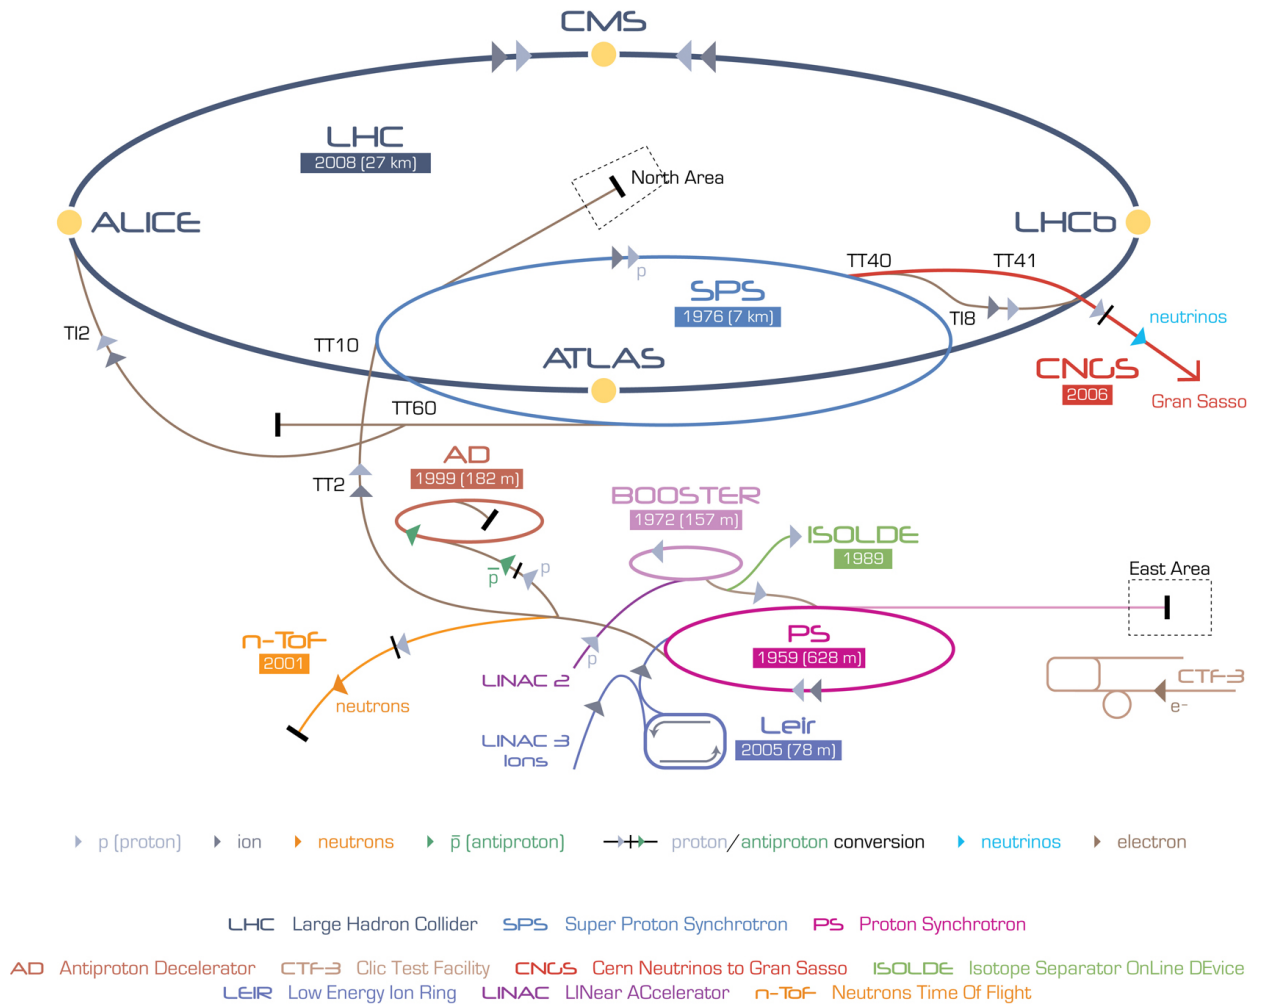 CMS
LHC
2008 (27 km)
North Area
ALICE
LHCb
p
TT40
TT41
SPS
1976 (7 km)
TI2
TT10
TI8
neutrinos
ATLAS
CNGS
2006
Gran Sasso
TT60
AD
1999 (182 m)
TT2
BOOSTER
1972 (157 m)
ISOLDE
1989
p̄
p
East Area
n-ToF
2001
PS
1959 (628 m)
p
LINAC 2
CTF-3
e-
neutrons
LINAC 3
Ions
Leir
2005 (78 m)
p (proton) ion neutrons p̄ (antiproton) proton/antiproton conversion neutrinos electron
LHC Large Hadron Collider SPS Super Proton Synchrotron PS Proton Synchrotron
AD Antiproton Decelerator CTF-3 Clic Test Facility CNGS Cern Neutrinos to Gran Sasso ISOLDE Isotope Separator OnLine DEvice
LEIR Low Energy Ion Ring LINAC LINear ACcelerator n-ToF Neutrons Time Of Flight